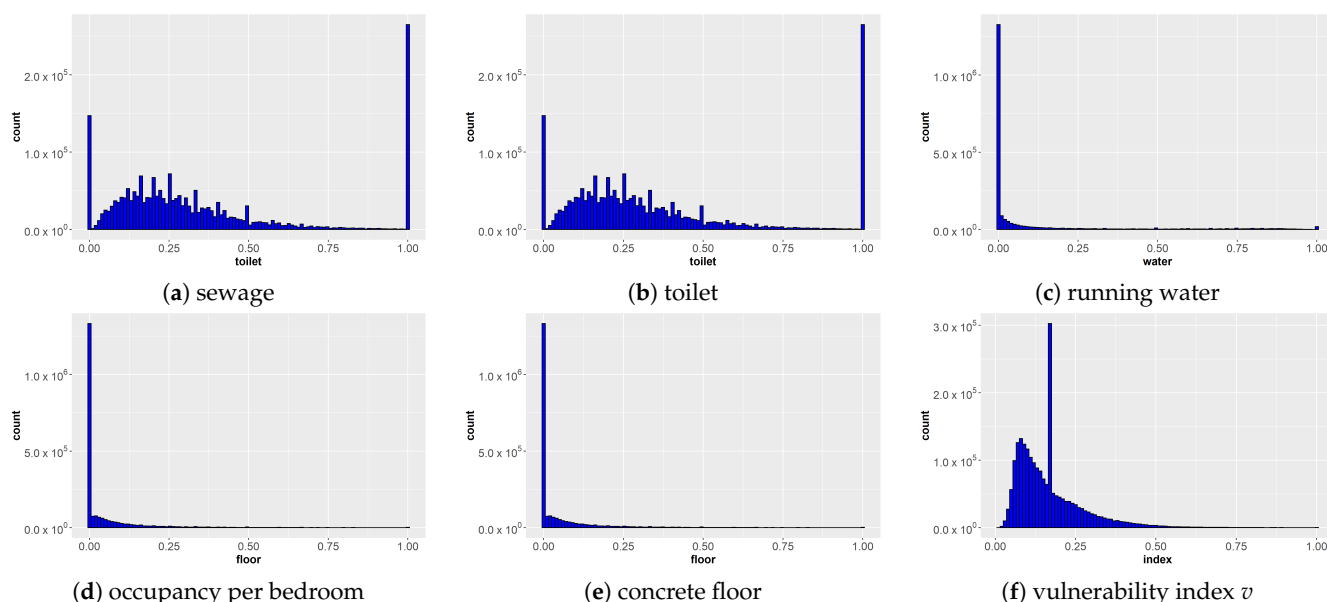 count
2.0 x 10⁵
1.0 x 10⁵
0.0 x 10⁰
0.00 0.25 0.50 0.75 1.00
toilet
(a) sewage
count
2.0 x 10⁵
1.0 x 10⁵
0.0 x 10⁰
0.00 0.25 0.50 0.75 1.00
toilet
(b) toilet
count
1.0 x 10⁶
5.0 x 10⁵
0.0 x 10⁰
0.00 0.25 0.50 0.75 1.00
water
(c) running water
count
1.0 x 10⁶
5.0 x 10⁵
0.0 x 10⁰
0.00 0.25 0.50 0.75 1.00
floor
(d) occupancy per bedroom
count
1.0 x 10⁶
5.0 x 10⁵
0.0 x 10⁰
0.00 0.25 0.50 0.75 1.00
floor
(e) concrete floor
count
3.0 x 10⁵
2.0 x 10⁵
1.0 x 10⁵
0.0 x 10⁰
0.00 0.25 0.50 0.75 1.00
index
(f) vulnerability index v